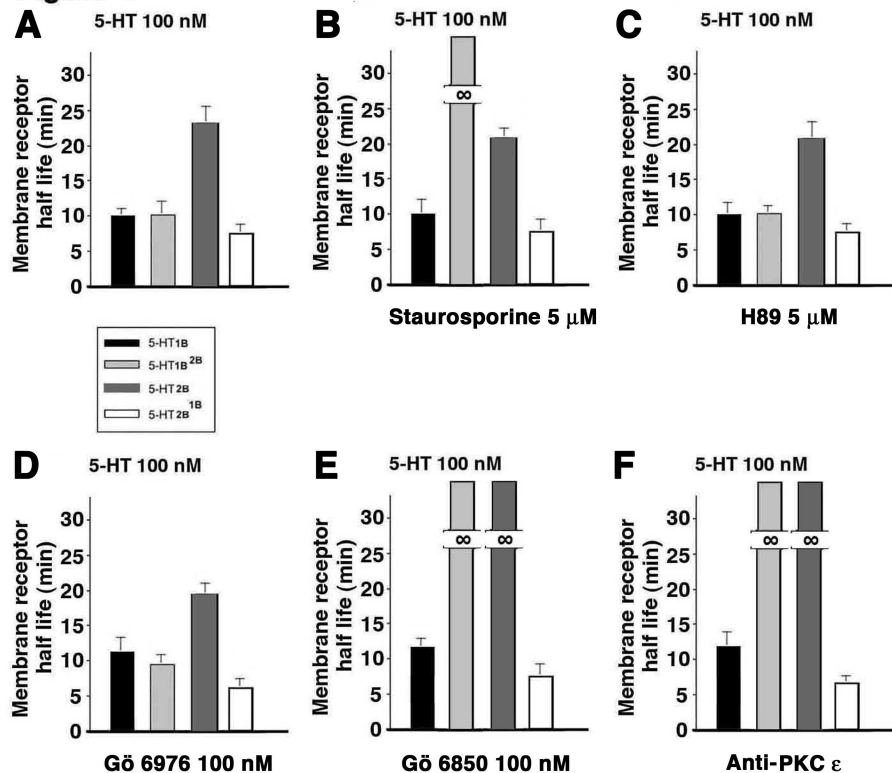 A
5-HT 100 nM
Membrane receptor
half life (min)
30
25
20
15
10
5
0
B
5-HT 100 nM
Membrane receptor
half life (min)
30
25
20
15
10
5
0
∞
Staurosporine 5 μM
C
5-HT 100 nM
Membrane receptor
half life (min)
30
25
20
15
10
5
0
H89 5 μM
5-HT1B
5-HT1B 2B
5-HT2B
5-HT2B 1B
D
5-HT 100 nM
Membrane receptor
half life (min)
30
25
20
15
10
5
0
Gö 6976 100 nM
E
5-HT 100 nM
Membrane receptor
half life (min)
30
25
20
15
10
5
0
∞ ∞
Gö 6850 100 nM
F
5-HT 100 nM
Membrane receptor
half life (min)
30
25
20
15
10
5
0
∞ ∞
Anti-PKC ε